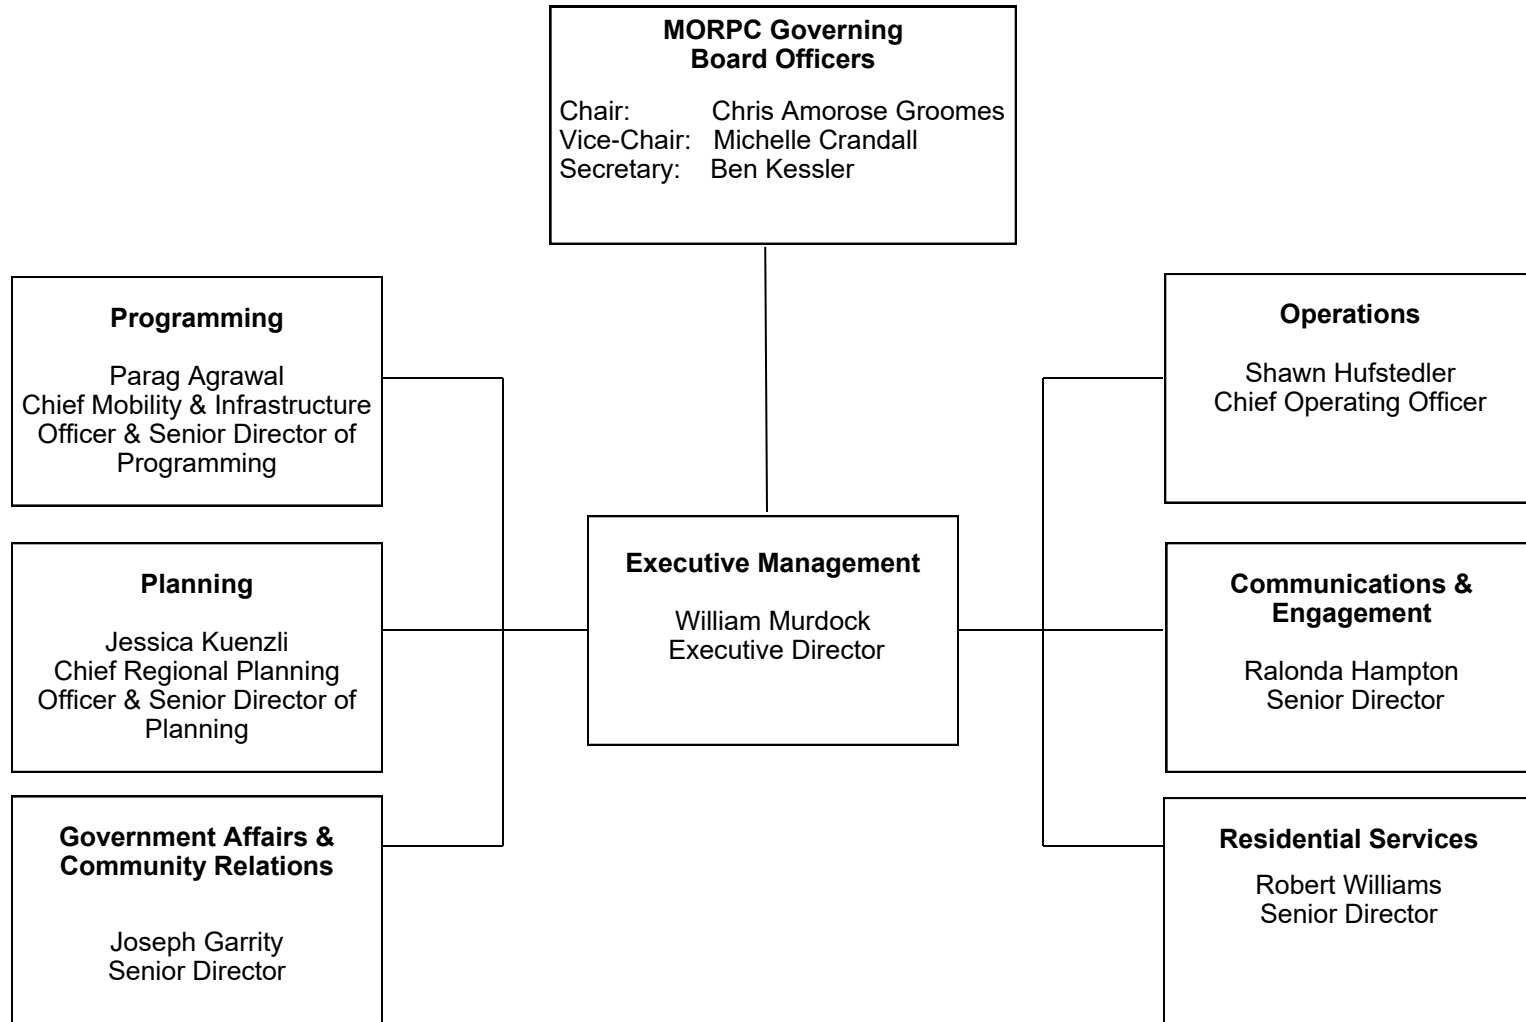 MORPC Governing
Board Officers
Chair: Chris Amorose Groomes
Vice-Chair: Michelle Crandall
Secretary: Ben Kessler
Programming
Parag Agrawal
Chief Mobility & Infrastructure
Officer & Senior Director of
Programming
Operations
Shawn Hufstedler
Chief Operating Officer
Planning
Jessica Kuenzli
Chief Regional Planning
Officer & Senior Director of
Planning
Executive Management
William Murdock
Executive Director
Communications &
Engagement
Ralonda Hampton
Senior Director
Government Affairs &
Community Relations
Joseph Garrity
Senior Director
Residential Services
Robert Williams
Senior Director